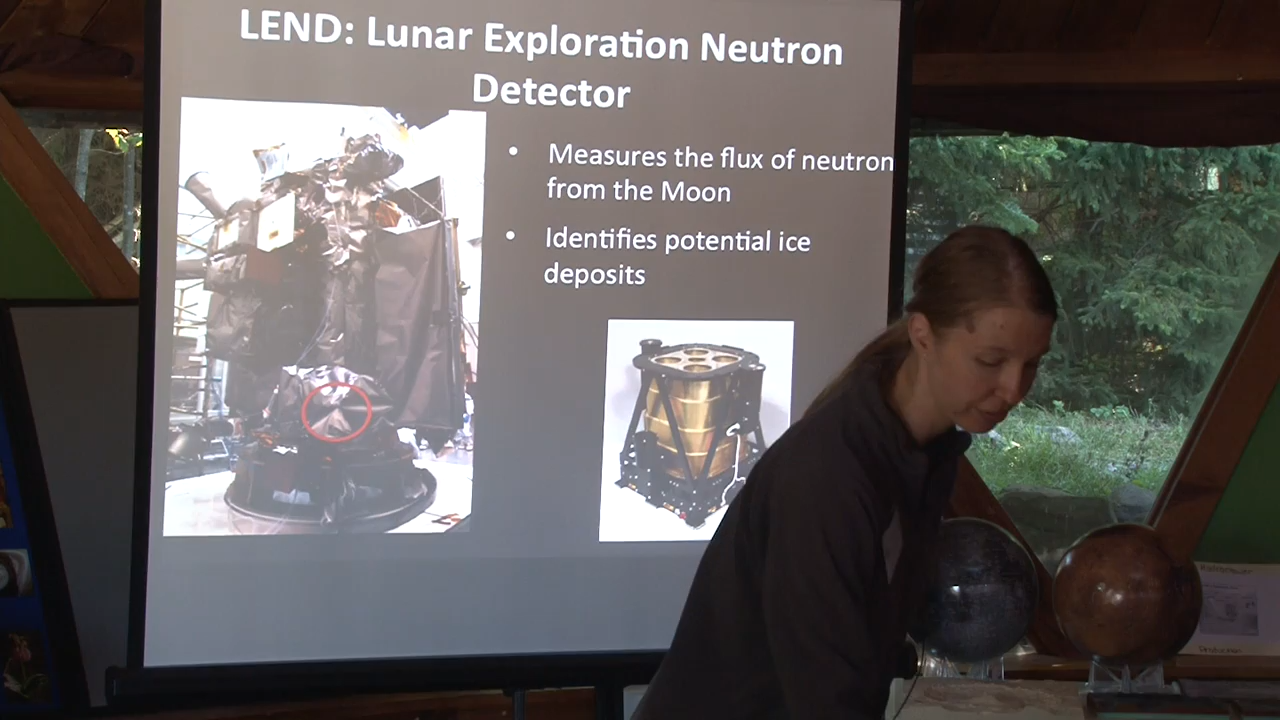 LEND: Lunar Exploration Neutron
Detector
• Measures the flux of neutron
from the Moon
• Identifies potential ice
deposits